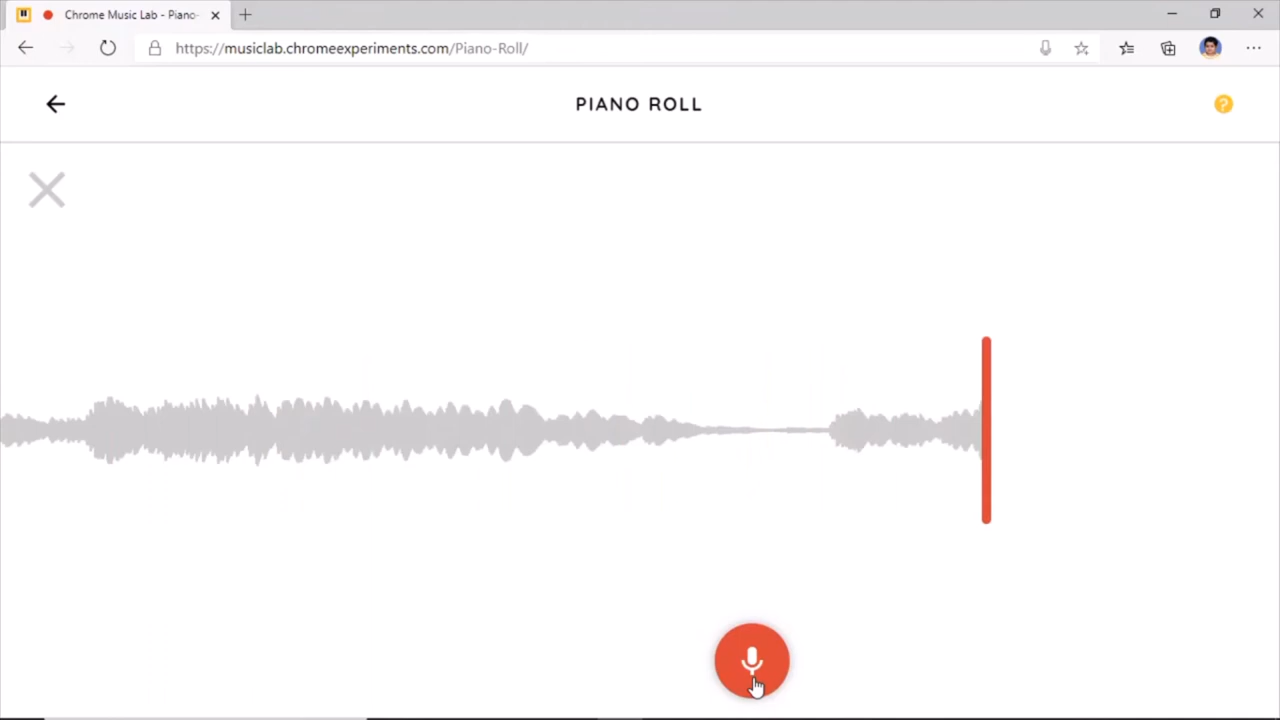 Chrome Music Lab - Piano-
https://musiclab.chromeexperiments.com/Piano-Roll/
PIANO ROLL
?